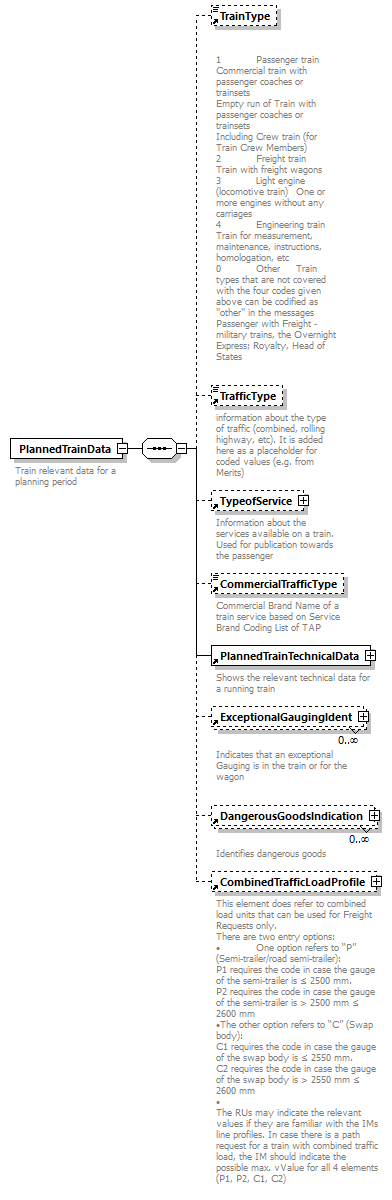 TrainType
1 Passenger train
Commercial train with
passenger coaches or
trainsets
Empty run of Train with
passenger coaches or
trainsets
Including Crew train (for
Train Crew Members)
2 Freight train
Train with freight wagons
3 Light engine
(locomotive train) One or
more engines without any
carriages
4 Engineering train
Train for measurement,
maintenance, instructions,
homologation, etc
0 Other Train
types that are not covered
with the four codes given
above can be codified as
"other" in the messages
Passenger with Freight -
military trains, the Overnight
Express; Royalty, Head of
States
TrafficType
information about the type
of traffic (combined, rolling
highway, etc). It is added
here as a placeholder for
coded values (e.g. from
Merits)
PlannedTrainData
Train relevant data for a
planning period
TypeofService
Information about the
services available on a train.
Used for publication towards
the passenger
CommercialTrafficType
Commercial Brand Name of a
train service based on Service
Brand Coding List of TAP
PlannedTrainTechnicalData
Shows the relevant technical data for
a running train
ExceptionalGaugingIdent
0..∞
Indicates that an exceptional
Gauging is in the train or for the
wagon
DangerousGoodsIndication
0..∞
Identifies dangerous goods
CombinedTrafficLoadProfile
This element does refer to combined
load units that can be used for Freight
Requests only.
There are two entry options:
• One option refers to “P”
(Semi-trailer/road semi-trailer):
P1 requires the code in case the gauge
of the semi-trailer is ≤ 2500 mm.
P2 requires the code in case the gauge
of the semi-trailer is > 2500 mm ≤
2600 mm
•The other option refers to “C” (Swap
body):
C1 requires the code in case the gauge
of the swap body is ≤ 2550 mm.
C2 requires the code in case the gauge
of the swap body is > 2550 mm ≤
2600 mm
•
The RUs may indicate the relevant
values if they are familiar with the IMs
line profiles. In case there is a path
request for a train with combined traffic
load, the IM should indicate the
possible max. vValue for all 4 elements
(P1, P2, C1, C2)